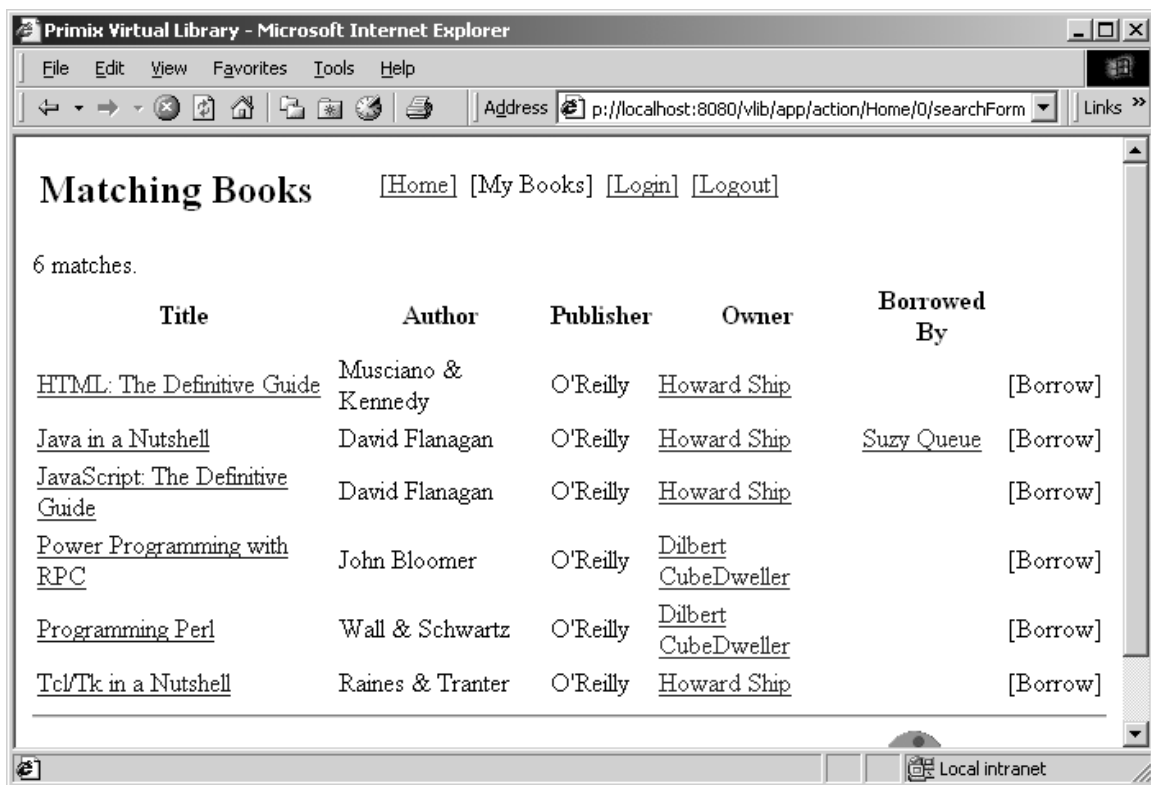 Primix Virtual Library - Microsoft Internet Explorer
File Edit View Favorites Tools Help
Address p://localhost:8080/vlib/app/action/Home/0/searchForm Links »
Matching Books [Home] [My Books] [Login] [Logout]
6 matches.
Title Author Publisher Owner Borrowed By
HTML: The Definitive Guide Musciano & Kennedy O'Reilly Howard Ship [Borrow]
Java in a Nutshell David Flanagan O'Reilly Howard Ship Suzy Queue [Borrow]
JavaScript: The Definitive Guide David Flanagan O'Reilly Howard Ship [Borrow]
Power Programming with RPC John Bloomer O'Reilly Dilbert CubeDweller [Borrow]
Programming Perl Wall & Schwartz O'Reilly Dilbert CubeDweller [Borrow]
Tcl/Tk in a Nutshell Raines & Tranter O'Reilly Howard Ship [Borrow]
Local intranet